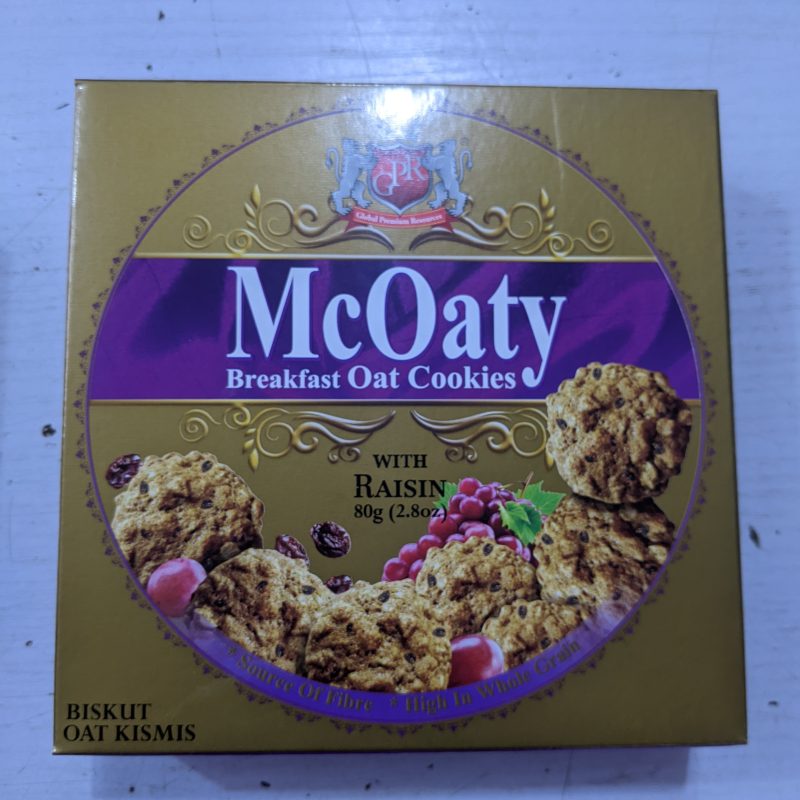 GPR
Global Premium Resources
McOaty
Breakfast Oat Cookies
WITH
RAISIN
80g (2.8oz)
* Source Of Fibre * High In Whole Grain
BISKUT
OAT KISMIS